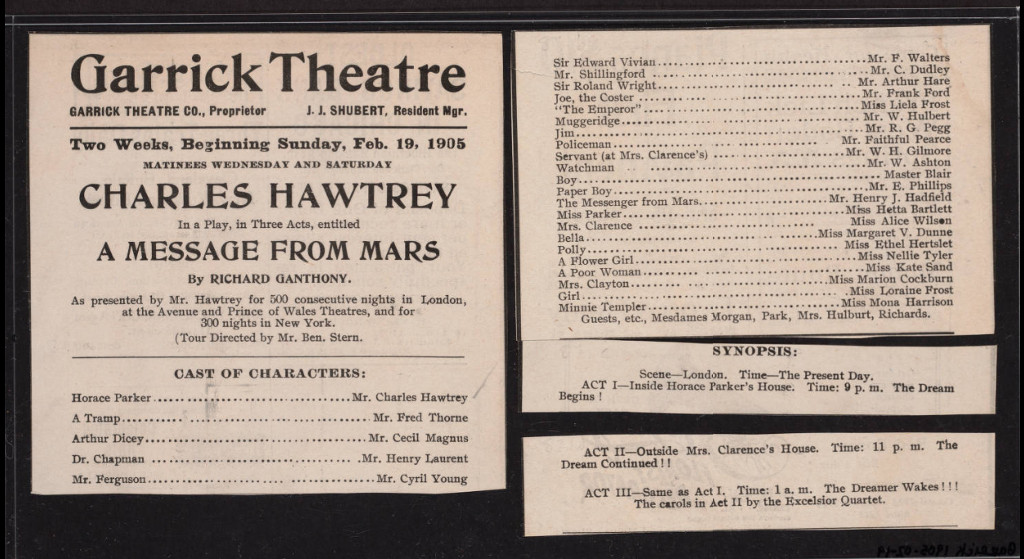 Garrick Theatre
GARRICK THEATRE CO., Proprietor J. J. SHUBERT, Resident Mgr.
Two Weeks, Beginning Sunday, Feb. 19, 1905
MATINEES WEDNESDAY AND SATURDAY
CHARLES HAWTREY
In a Play, in Three Acts, entitled
A MESSAGE FROM MARS
By RICHARD GANTHONY.
As presented by Mr. Hawtrey for 500 consecutive nights in London,
at the Avenue and Prince of Wales Theatres, and for
300 nights in New York.
(Tour Directed by Mr. Ben. Stern.
CAST OF CHARACTERS:
Horace Parker ........ Mr. Charles Hawtrey
A Tramp ........ Mr. Fred Thorne
Arthur Dicey ........ Mr. Cecil Magnus
Dr. Chapman ........ Mr. Henry Laurent
Mr. Ferguson ........ Mr. Cyril Young
Sir Edward Vivian ........ Mr. F. Walters
Mr. Shillingford ........ Mr. C. Dudley
Sir Roland Wright ........ Mr. Arthur Hare
Joe, the Coster ........ Mr. Frank Ford
"The Emperor" ........ Miss Liela Frost
Muggeridge ........ Mr. W. Hulbert
Jim ........ Mr. R. G. Pegg
Policeman ........ Mr. Faithful Pearce
Servant (at Mrs. Clarence's) ........ Mr. W. H. Gilmore
Watchman ........ Mr. W. Ashton
Boy ........ Master Blair
Paper Boy ........ Mr. E. Phillips
The Messenger from Mars ........ Mr. Henry J. Hadfield
Miss Parker ........ Miss Hetta Bartlett
Mrs. Clarence ........ Miss Alice Wilson
Bella ........ Miss Margaret V. Dunne
Polly ........ Miss Ethel Hertslet
A Flower Girl ........ Miss Nellie Tyler
A Poor Woman ........ Miss Kate Sand
Mrs. Clayton ........ Miss Marion Cockburn
Girl ........ Miss Loraine Frost
Minnie Templer ........ Miss Mona Harrison
Guests, etc., Mesdames Morgan, Park, Mrs. Hulburt, Richards.
SYNOPSIS:
Scene—London. Time—The Present Day.
ACT I—Inside Horace Parker's House. Time: 9 p. m. The Dream
Begins !
ACT II—Outside Mrs. Clarence's House. Time: 11 p. m. The
Dream Continued ! !
ACT III—Same as Act I. Time: 1 a. m. The Dreamer Wakes ! ! !
The carols in Act II by the Excelsior Quartet.
Garrick 1905-02-19